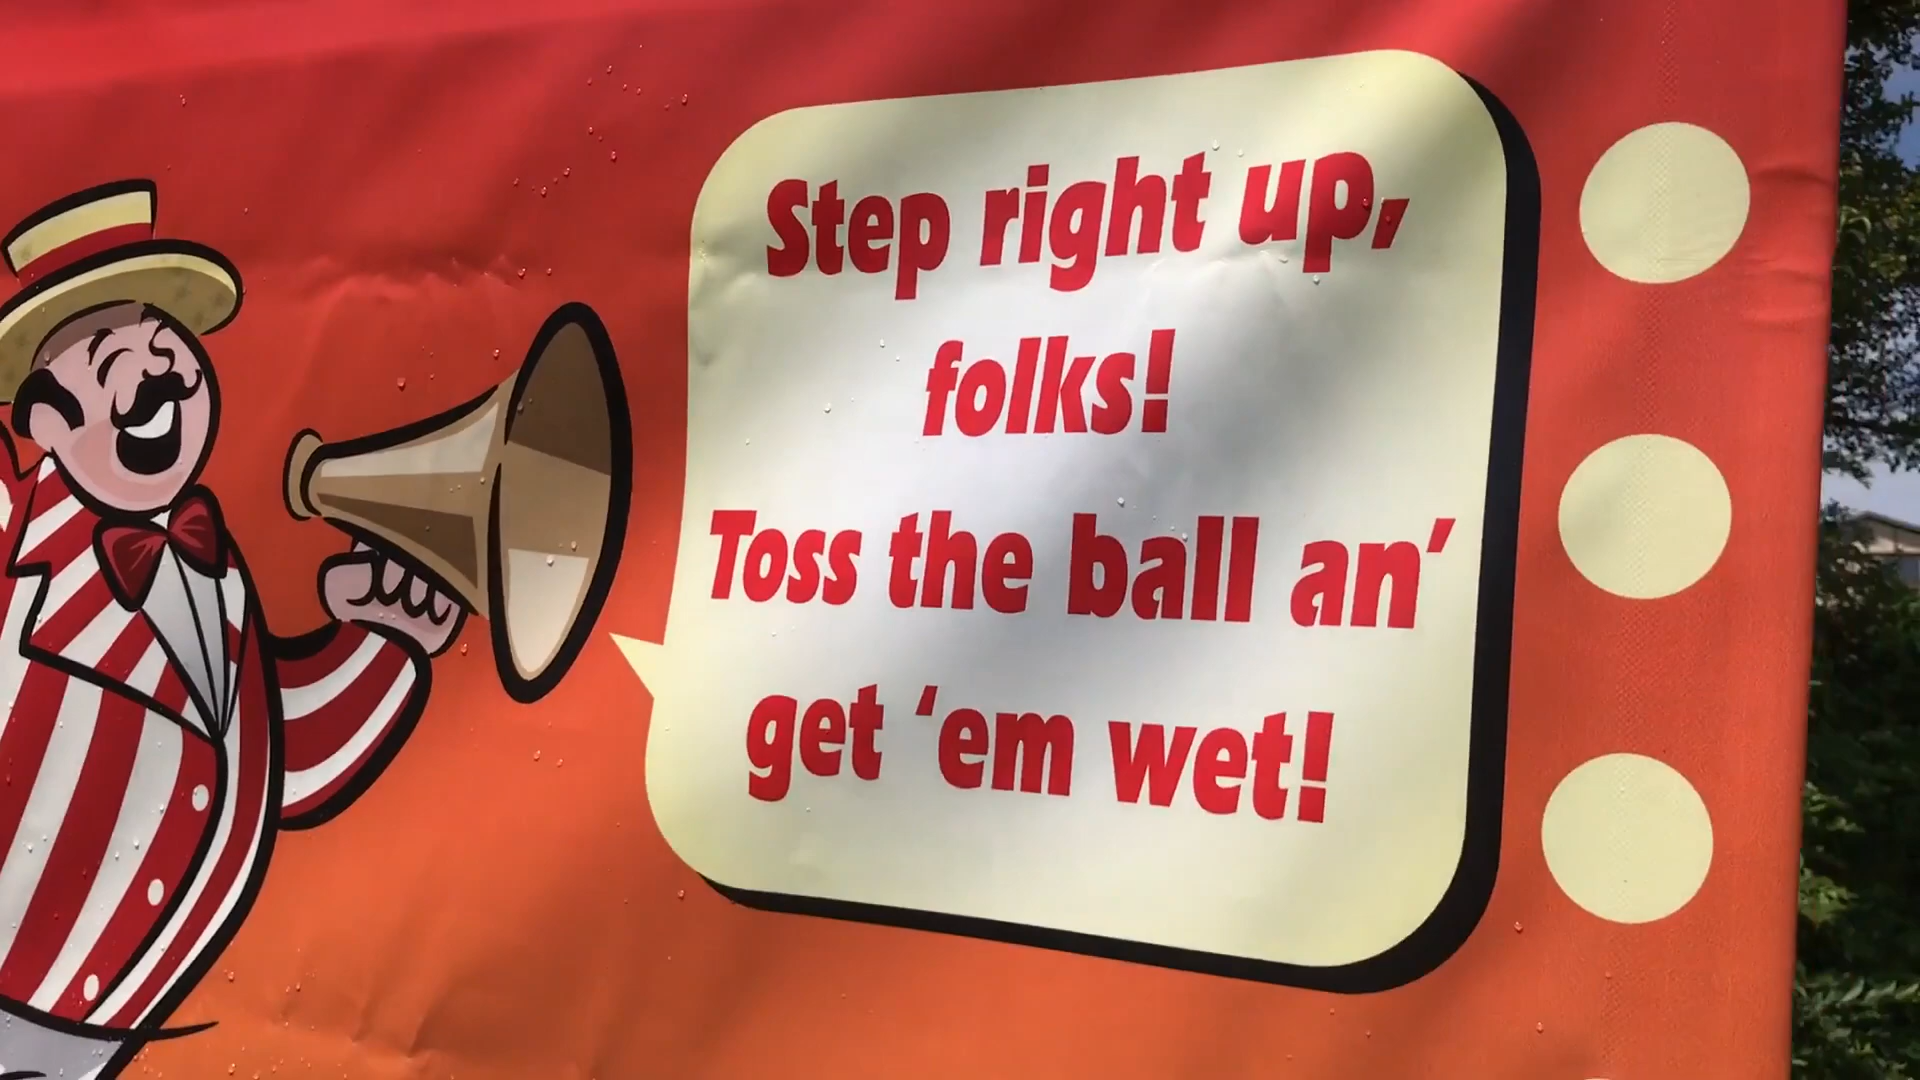 Step right up,
folks!
Toss the ball an’
get ‘em wet!